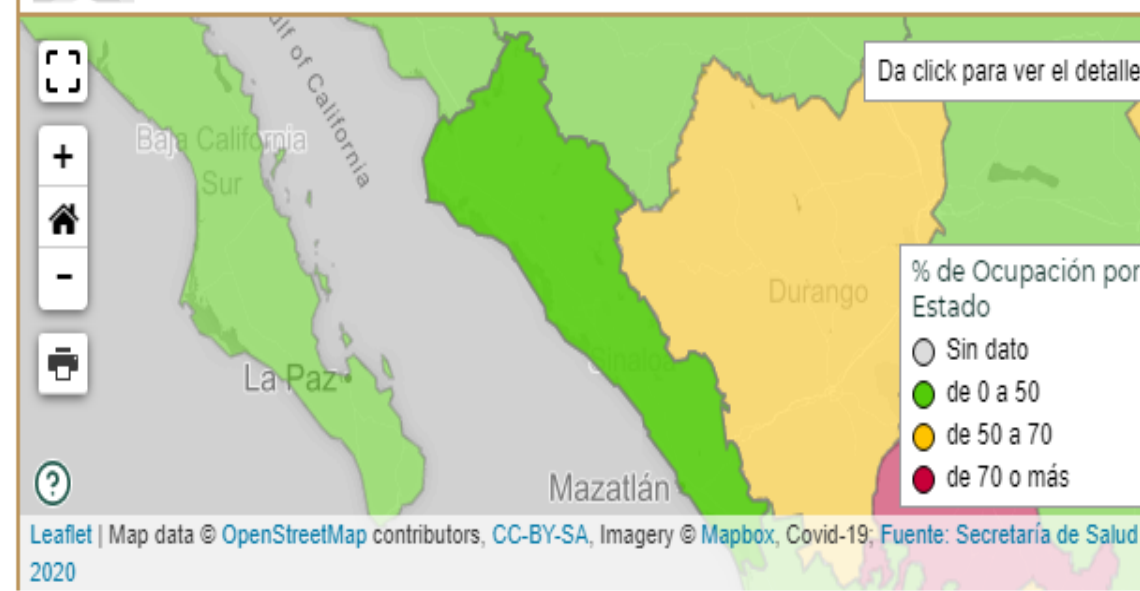 Gulf of California
Da click para ver el detalle
+
Baja California
Sur
-
Durango
% de Ocupación por
Estado
Sin dato
Sinaloa
La Paz
de 0 a 50
de 50 a 70
de 70 o más
?
Mazatlán
Leaflet | Map data © OpenStreetMap contributors, CC-BY-SA, Imagery © Mapbox, Covid-19; Fuente: Secretaría de Salud
2020